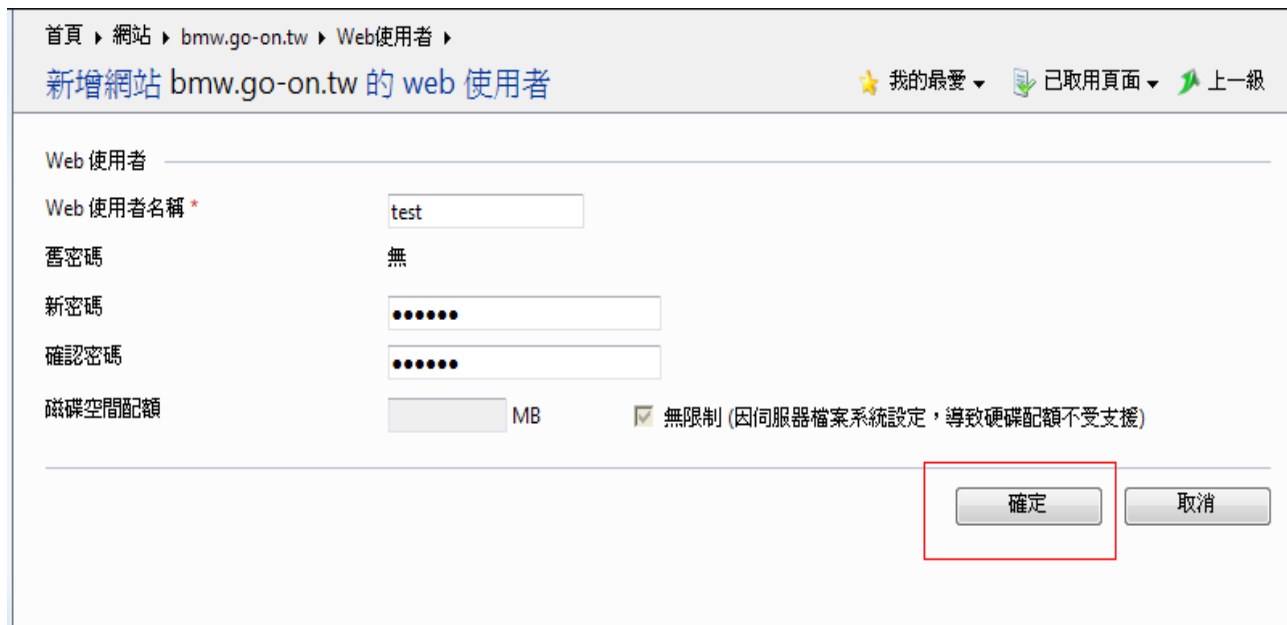 首頁 ▸ 網站 ▸ bmw.go-on.tw ▸ Web使用者 ▸
新增網站 bmw.go-on.tw 的 web 使用者 我的最愛 已取用頁面 上一級
Web 使用者
Web 使用者名稱 * test
舊密碼 無
新密碼 ••••••
確認密碼 ••••••
磁碟空間配額 MB 無限制 (因伺服器檔案系統設定，導致硬碟配額不受支援)
確定 取消